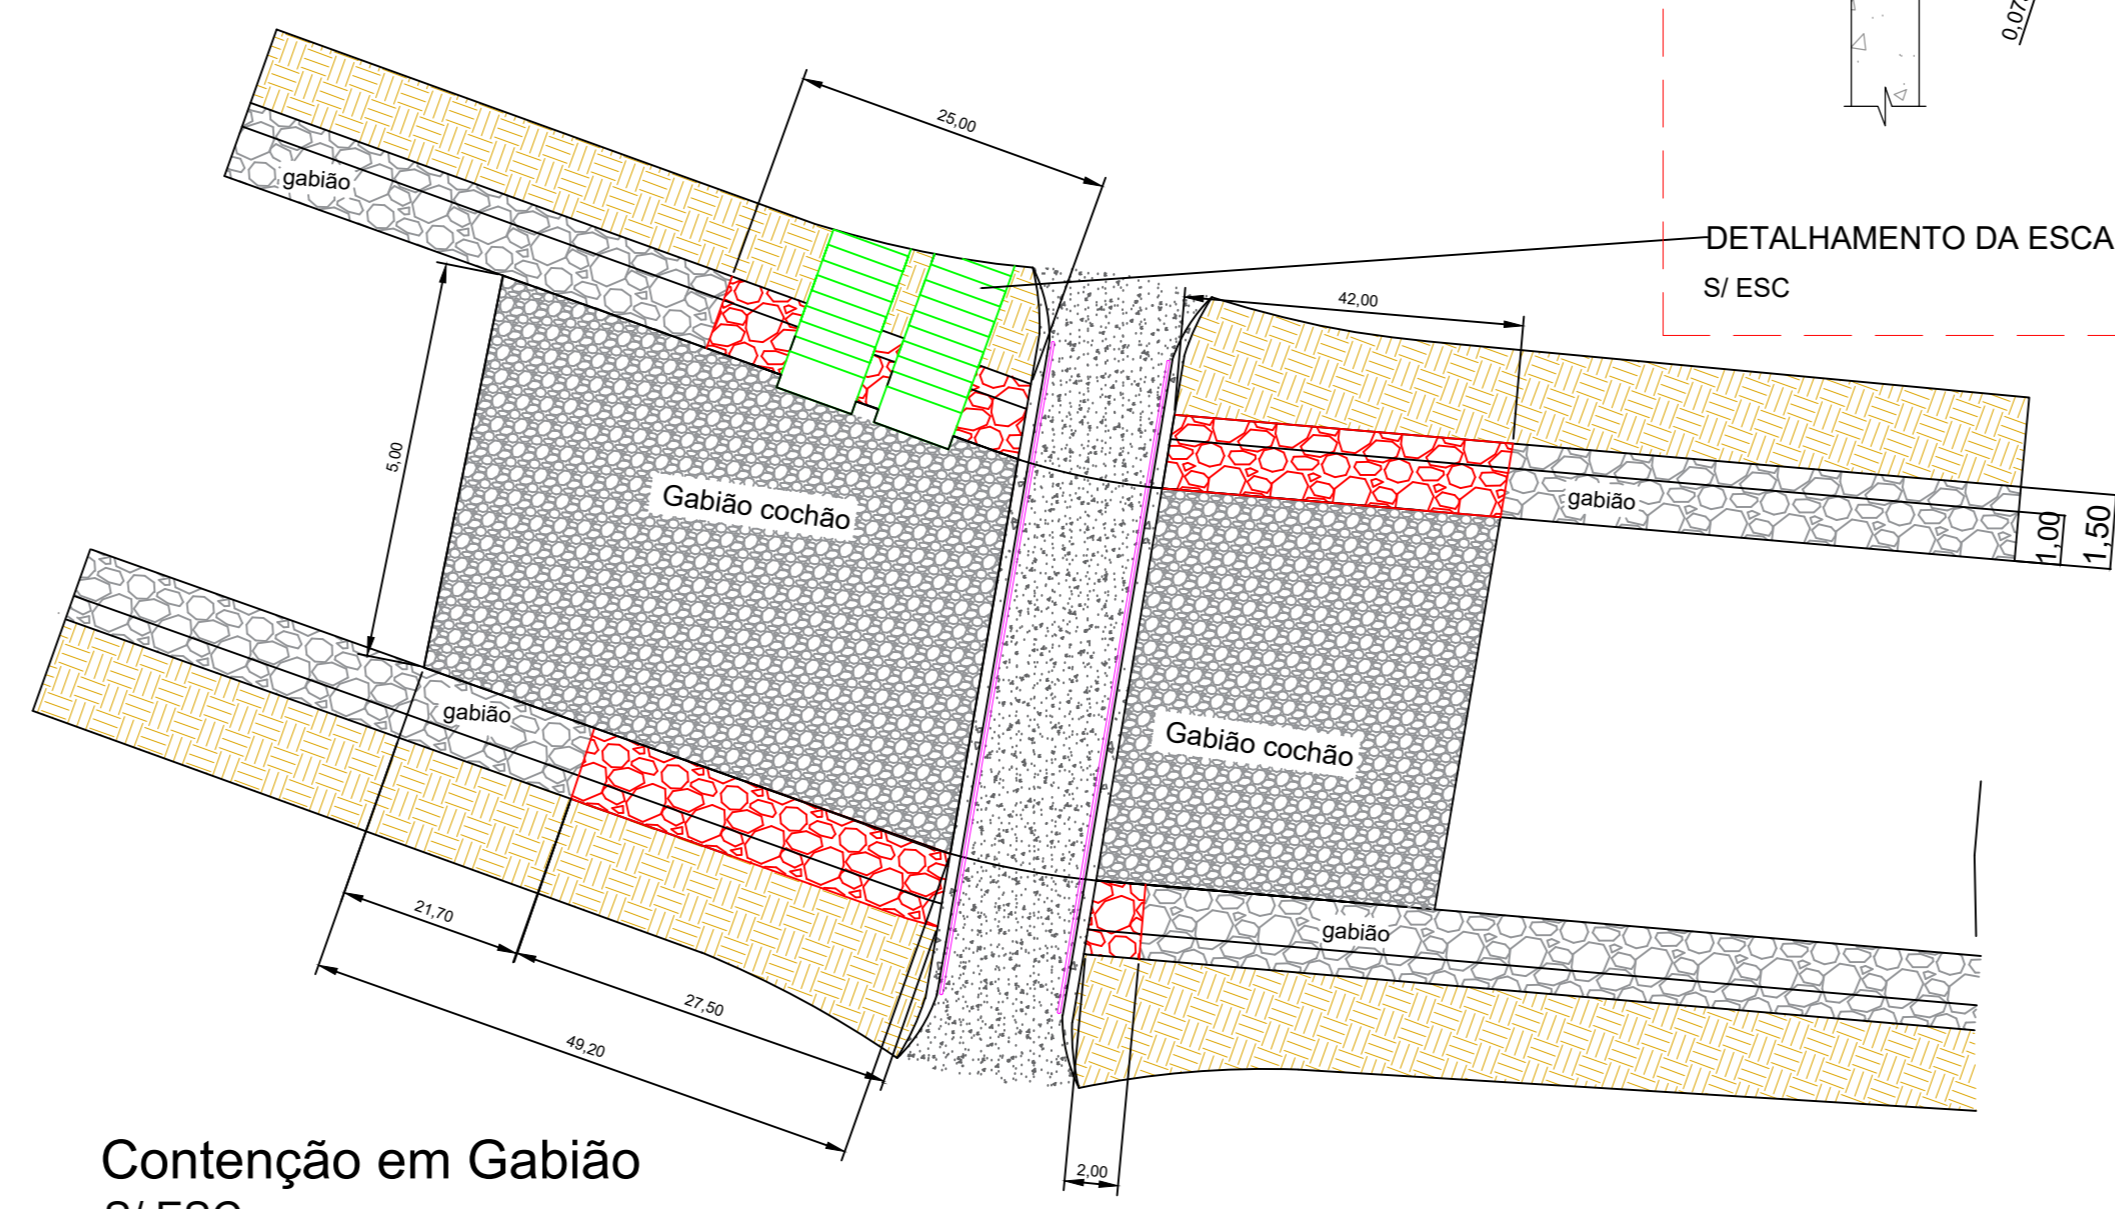 0,07
25,00
gabião
DETALHAMENTO DA ESCA
S/ ESC
42,00
5,00
Gabião cochão
gabião
1,00
1,50
gabião
Gabião cochão
21,70
gabião
27,50
49,20
2,00
Contenção em Gabião
S/ ESC